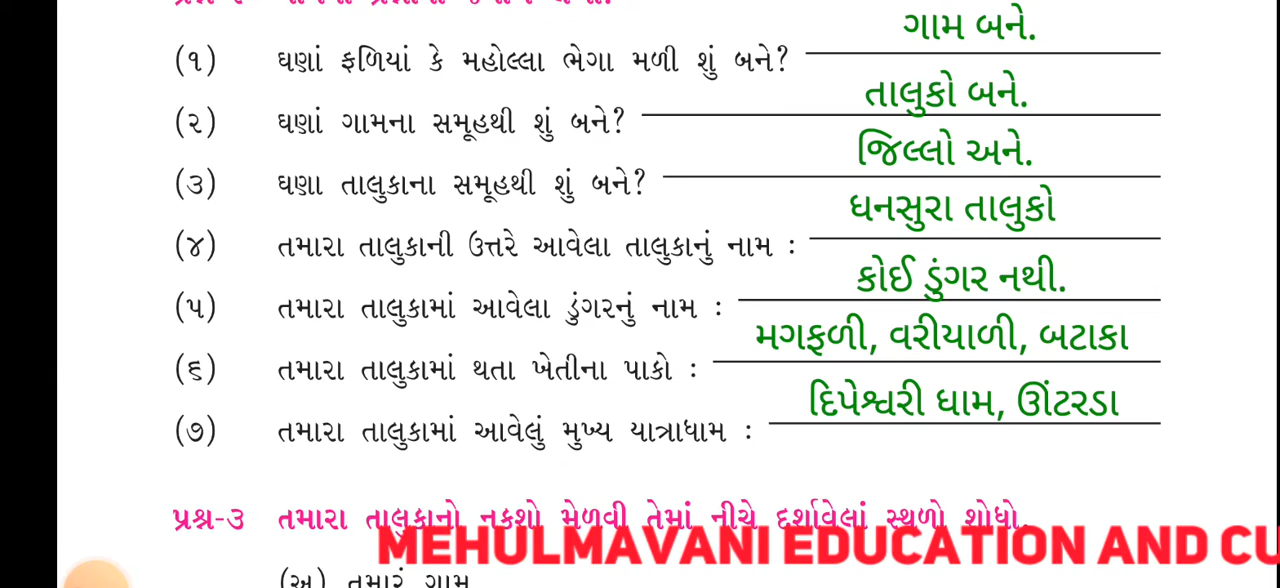 ગામ બને.
(૧) ઘણાં ફળિયાં કે મહોલ્લા ભેગા મળી શું બને?
તાલુકો બને.
(૨) ઘણાં ગામના સમૂહથી શું બને?
જિલ્લો અને.
(૩) ઘણા તાલુકાના સમૂહથી શું બને?
ધનસુરા તાલુકો
(૪) તમારા તાલુકાની ઉત્તરે આવેલા તાલુકાનું નામ :
કોઈ ડુંગર નથી.
(૫) તમારા તાલુકામાં આવેલા ડુંગરનું નામ :
મગફળી, વરીયાળી, બટાકા
(૬) તમારા તાલુકામાં થતા ખેતીના પાકો :
દિપેશ્વરી ધામ, ઊંટરડા
(૭) તમારા તાલુકામાં આવેલું મુખ્ય યાત્રાધામ :
પ્રશ્ન-૩ તમારા તાલુકાનો નકશો મેળવી તેમાં નીચે દર્શાવેલાં સ્થળો શોધો.
MEHULMAVANI EDUCATION AND CU
(અ) તમારું ગામ